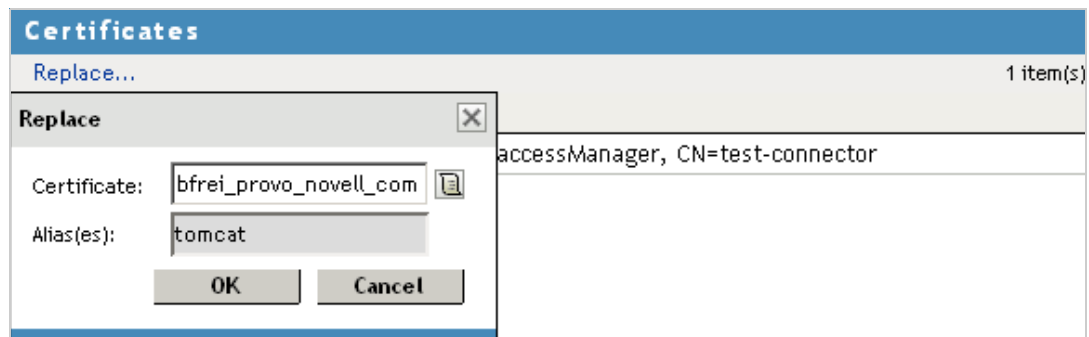 Certificates
Replace...
1 item(s)
Replace
accessManager, CN=test-connector
Certificate:
bfrei_provo_novell_com
Alias(es):
tomcat
OK
Cancel